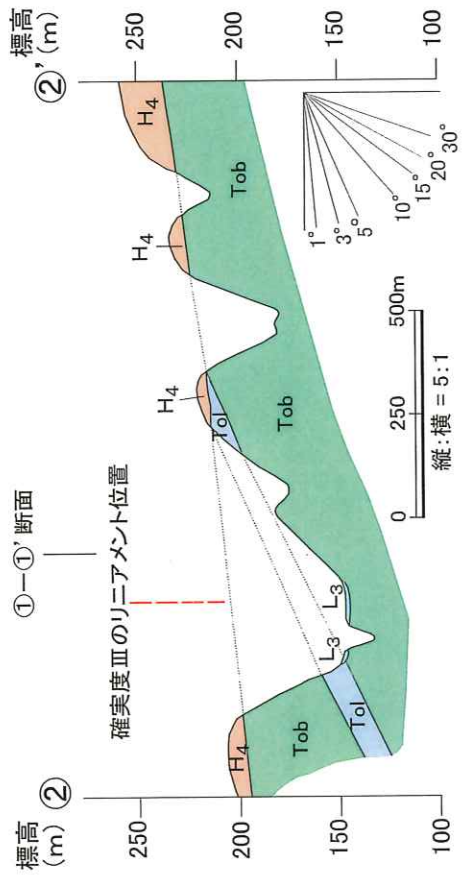 ①—①′断面
確実度Ⅲのリニアメント位置
標高
(m)
②
250
200
150
100
②′
標高
(m)
250
200
150
100
H₄
Tob
Tol
L₃
L₃
H₄
Tol
Tob
H₄
H₄
Tob
1°
3°
5
10°
15°
20°
30°
0
250
500m
縦:横=5:1